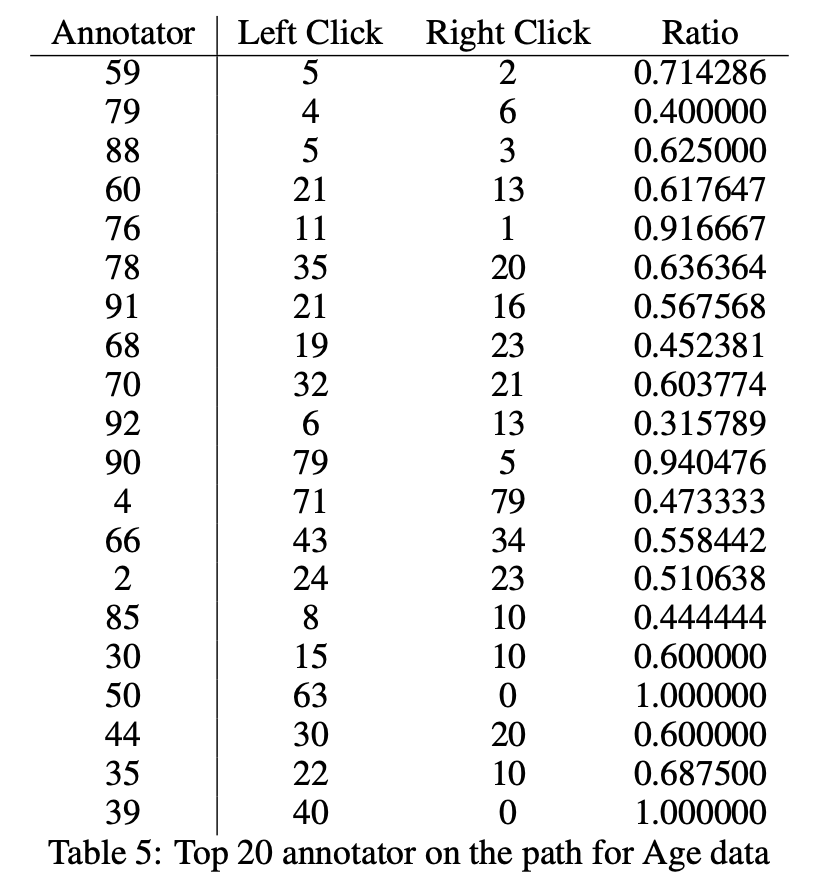 Annotator Left Click Right Click Ratio
59 5 2 0.714286
79 4 6 0.400000
88 5 3 0.625000
60 21 13 0.617647
76 11 1 0.916667
78 35 20 0.636364
91 21 16 0.567568
68 19 23 0.452381
70 32 21 0.603774
92 6 13 0.315789
90 79 5 0.940476
4 71 79 0.473333
66 43 34 0.558442
2 24 23 0.510638
85 8 10 0.444444
30 15 10 0.600000
50 63 0 1.000000
44 30 20 0.600000
35 22 10 0.687500
39 40 0 1.000000
Table 5: Top 20 annotator on the path for Age data